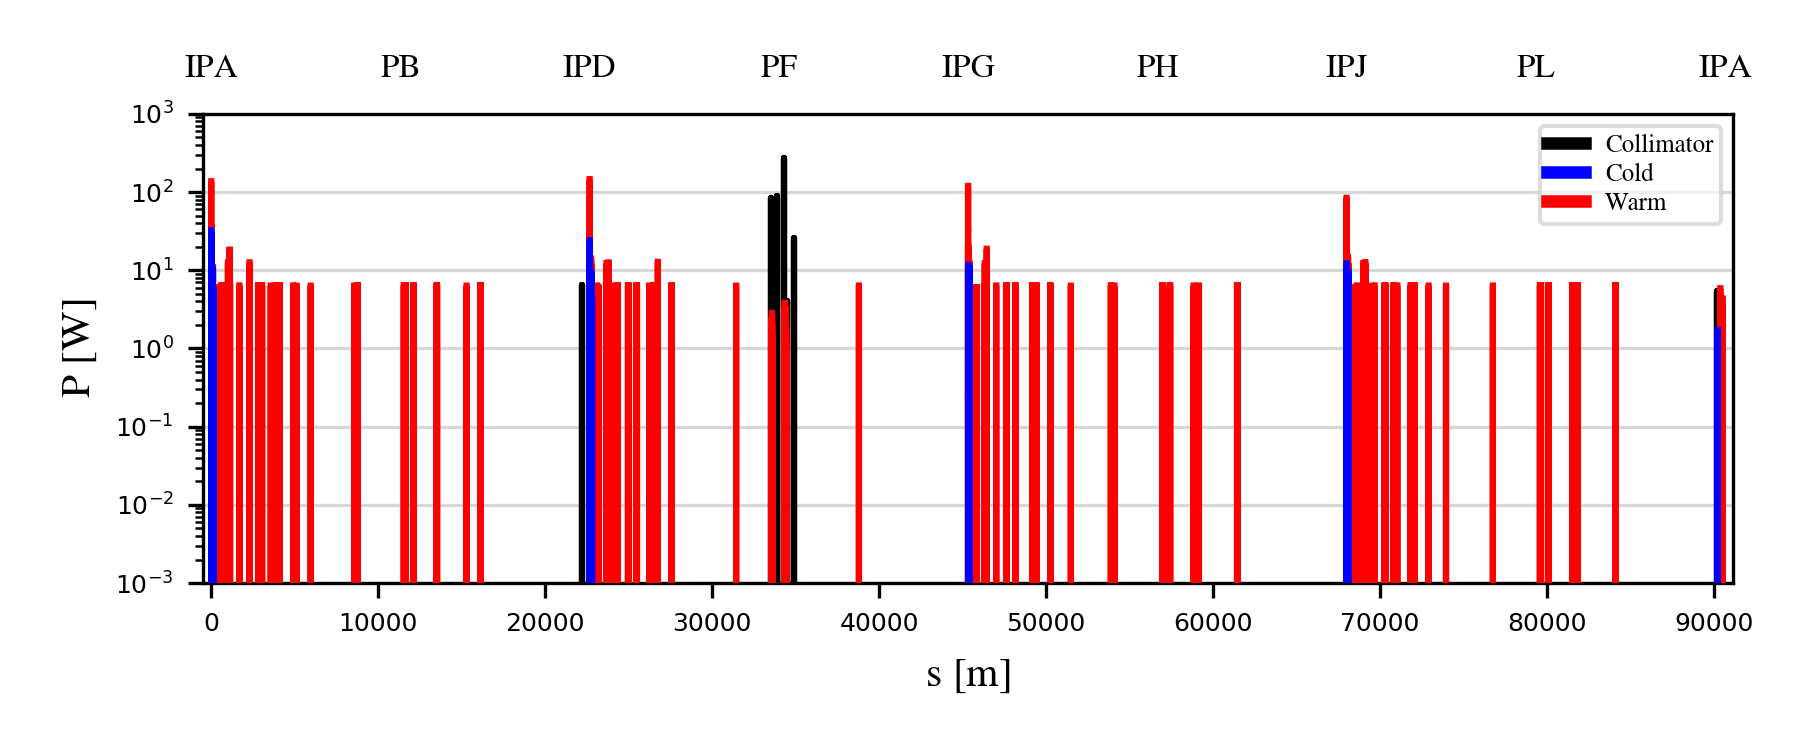 IPA PB IPD PF IPG PH IPJ PL IPA
10³
10²
10¹
10⁰
10⁻¹
10⁻²
10⁻³
P [W]
Collimator
Cold
Warm
0 10000 20000 30000 40000 50000 60000 70000 80000 90000
s [m]